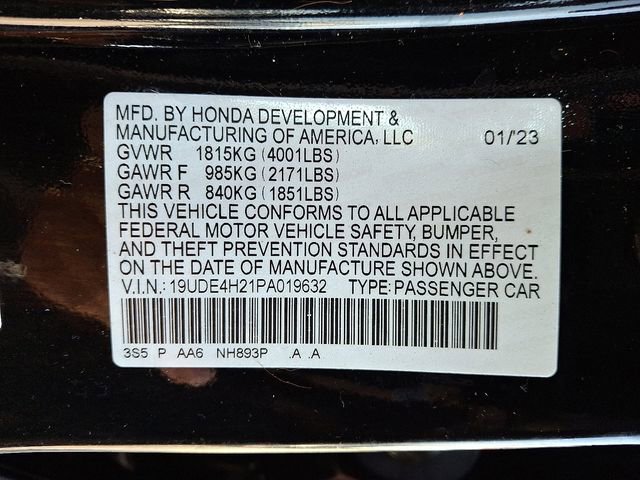 MFD. BY HONDA DEVELOPMENT &
MANUFACTURING OF AMERICA, LLC 01/'23
GVWR 1815KG (4001LBS)
GAWR F 985KG (2171LBS)
GAWR R 840KG (1851LBS)
THIS VEHICLE CONFORMS TO ALL APPLICABLE
FEDERAL MOTOR VEHICLE SAFETY, BUMPER,
AND THEFT PREVENTION STANDARDS IN EFFECT
ON THE DATE OF MANUFACTURE SHOWN ABOVE.
V.I.N.: 19UDE4H21PA019632 TYPE: PASSENGER CAR
3S5 P AA6 NH893P .A .A